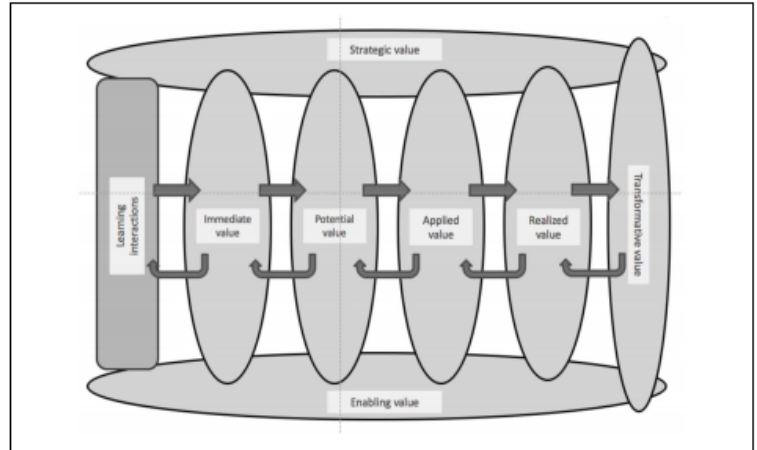 Strategic value
Learning
interactions
Immediate
value
Potential
value
Applied
value
Realized
value
Transformative value
Enabling value